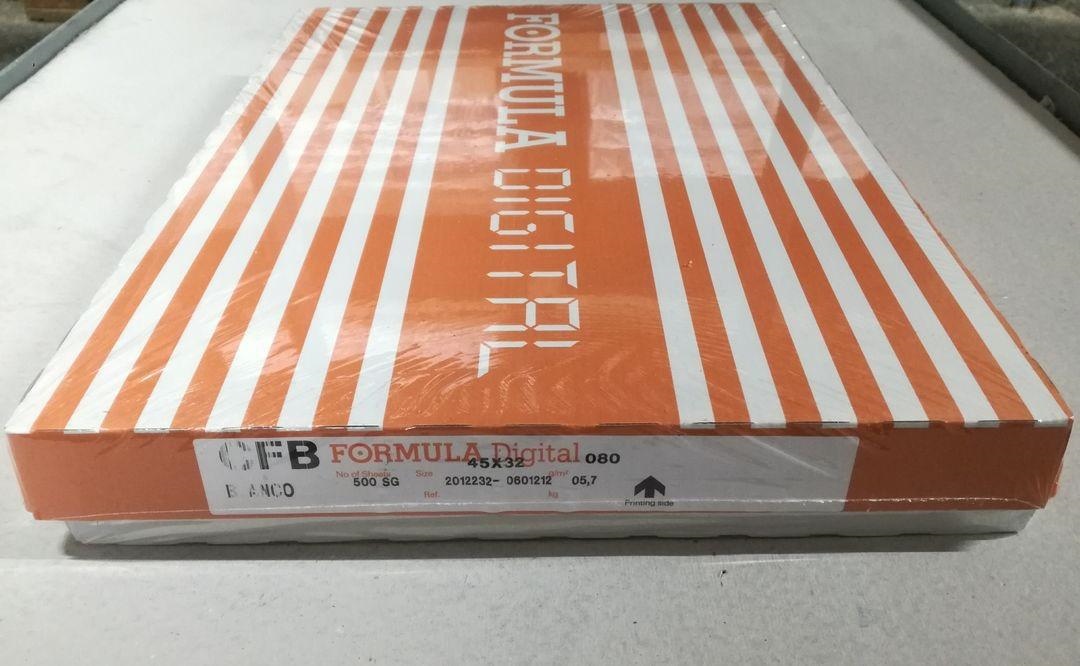 FORMULA DIGITAL
CFB FORMULA Digital 080
No of Sheets Size 45X32 g/m²
500 SG 2012232- 0601212 05,7
B ANCO Ref. kg Printing side